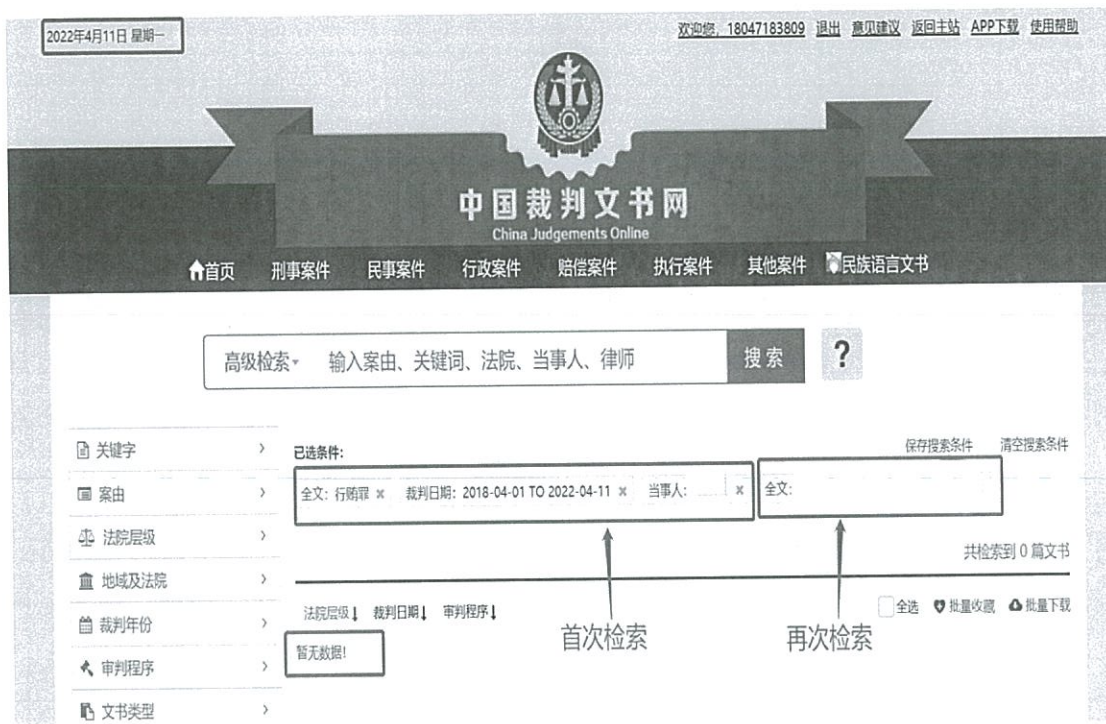 2022年4月11日 星期一
欢迎您，18047183809 退出 意见建议 返回主站 APP下载 使用帮助
中国裁判文书网
China Judgements Online
首页 刑事案件 民事案件 行政案件 赔偿案件 执行案件 其他案件 民族语言文书
高级检索 输入案由、关键词、法院、当事人、律师 搜索 ?
保存搜索条件 清空搜索条件
关键字
已选条件:
案由
全文: 行贿罪 × 裁判日期: 2018-04-01 TO 2022-04-11 × 当事人: × 全文:
法院层级
共检索到 0 篇文书
地域及法院
法院层级↓ 裁判日期↓ 审判程序↓
全选 批量收藏 批量下载
裁判年份
首次检索 再次检索
暂无数据!
审判程序
文书类型